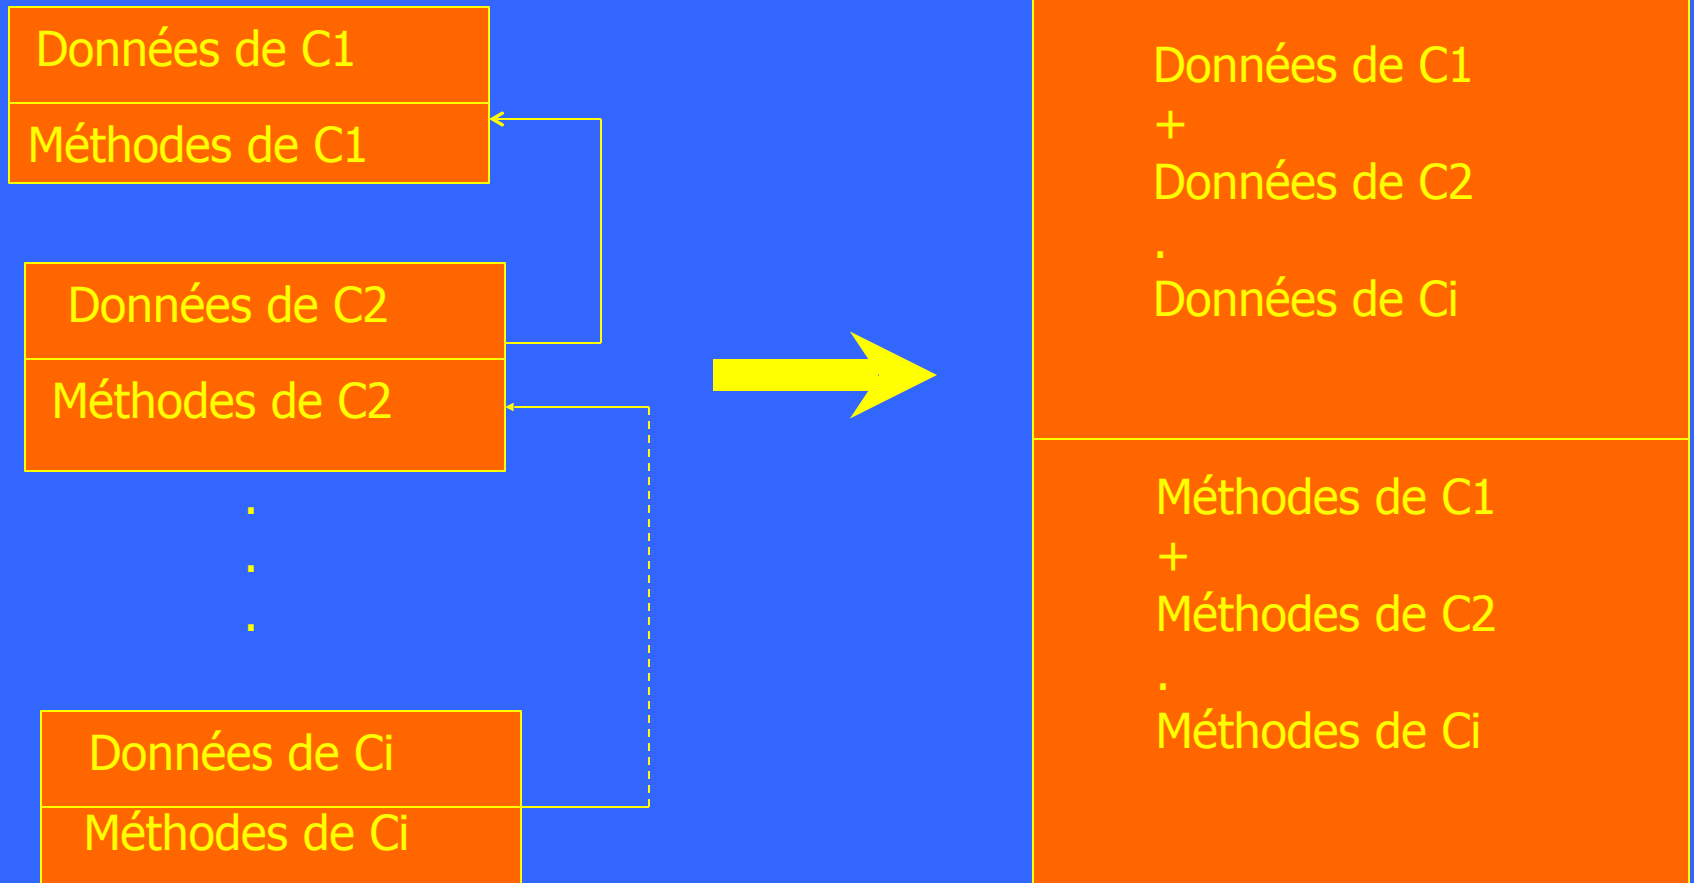 Données de C1
Méthodes de C1
Données de C2
Méthodes de C2
.
.
.
Données de Ci
Méthodes de Ci
Données de C1
+
Données de C2
.
Données de Ci
Méthodes de C1
+
Méthodes de C2
.
Méthodes de Ci